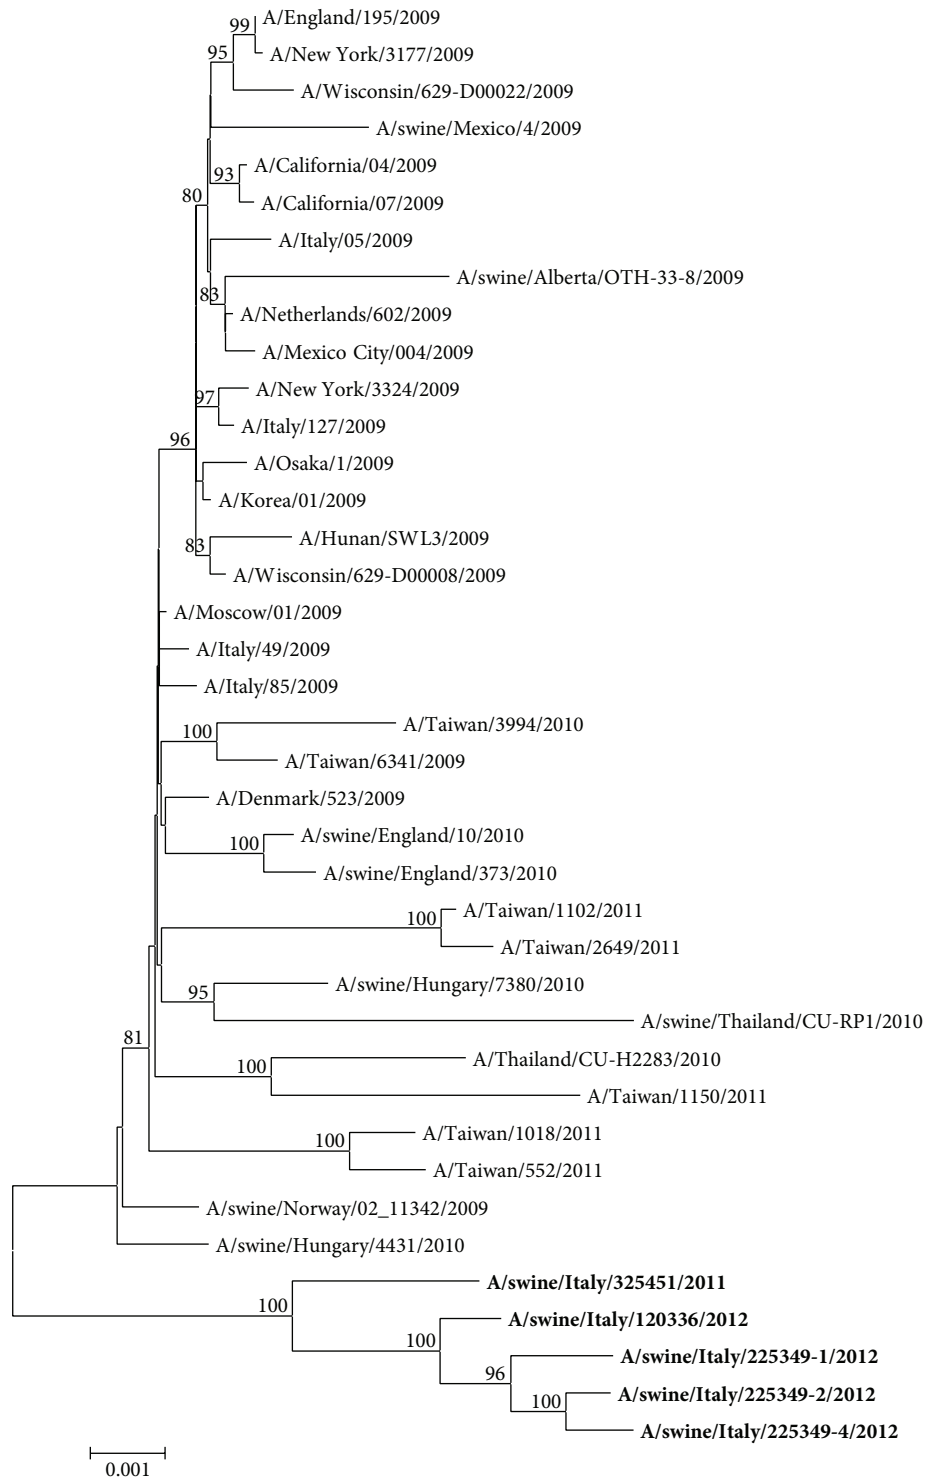 A/England/195/2009
99
A/New York/3177/2009
95
A/Wisconsin/629-D00022/2009
A/swine/Mexico/4/2009
A/California/04/2009
93
A/California/07/2009
80
A/Italy/05/2009
A/swine/Alberta/OTH-33-8/2009
83
A/Netherlands/602/2009
A/Mexico City/004/2009
A/New York/3324/2009
97
A/Italy/127/2009
96
A/Osaka/1/2009
A/Korea/01/2009
A/Hunan/SWL3/2009
83
A/Wisconsin/629-D00008/2009
A/Moscow/01/2009
A/Italy/49/2009
A/Italy/85/2009
A/Taiwan/3994/2010
100
A/Taiwan/6341/2009
A/Denmark/523/2009
A/swine/England/10/2010
100
A/swine/England/373/2010
A/Taiwan/1102/2011
100
A/Taiwan/2649/2011
A/swine/Hungary/7380/2010
95
A/swine/Thailand/CU-RP1/2010
81
A/Thailand/CU-H2283/2010
100
A/Taiwan/1150/2011
A/Taiwan/1018/2011
100
A/Taiwan/552/2011
A/swine/Norway/02_11342/2009
A/swine/Hungary/4431/2010
A/swine/Italy/325451/2011
100
A/swine/Italy/120336/2012
100
A/swine/Italy/225349-1/2012
96
A/swine/Italy/225349-2/2012
100
A/swine/Italy/225349-4/2012
0.001